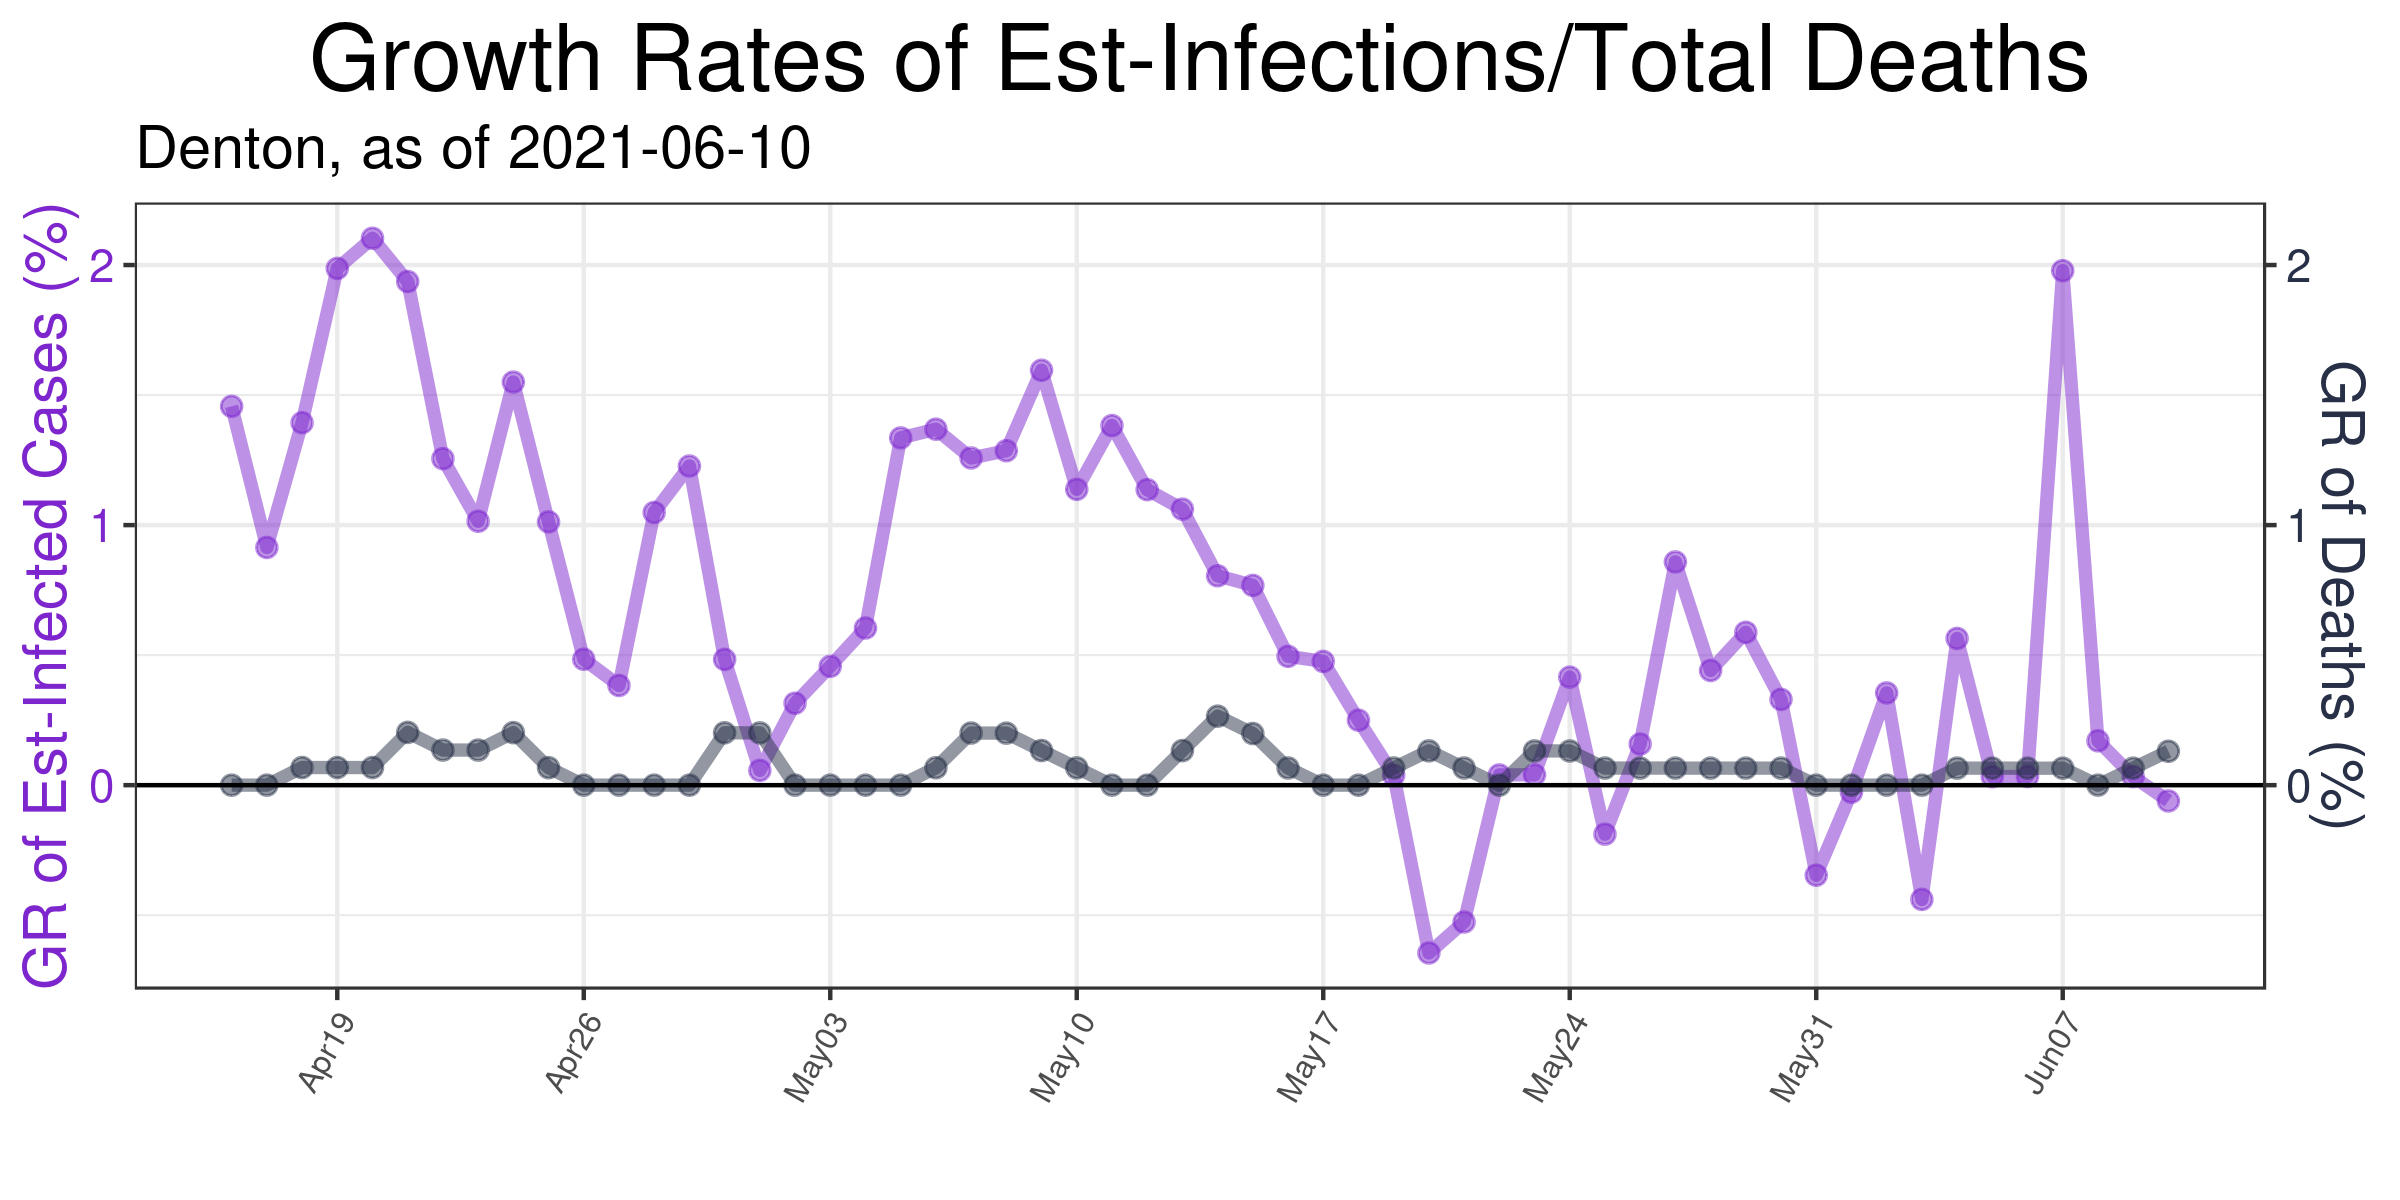 Growth Rates of Est-Infections/Total Deaths
Denton, as of 2021-06-10
GR of Est-Infected Cases (%)
2
1
0
2
1
0
GR of Deaths (%)
Apr19
Apr26
May03
May10
May17
May24
May31
Jun07